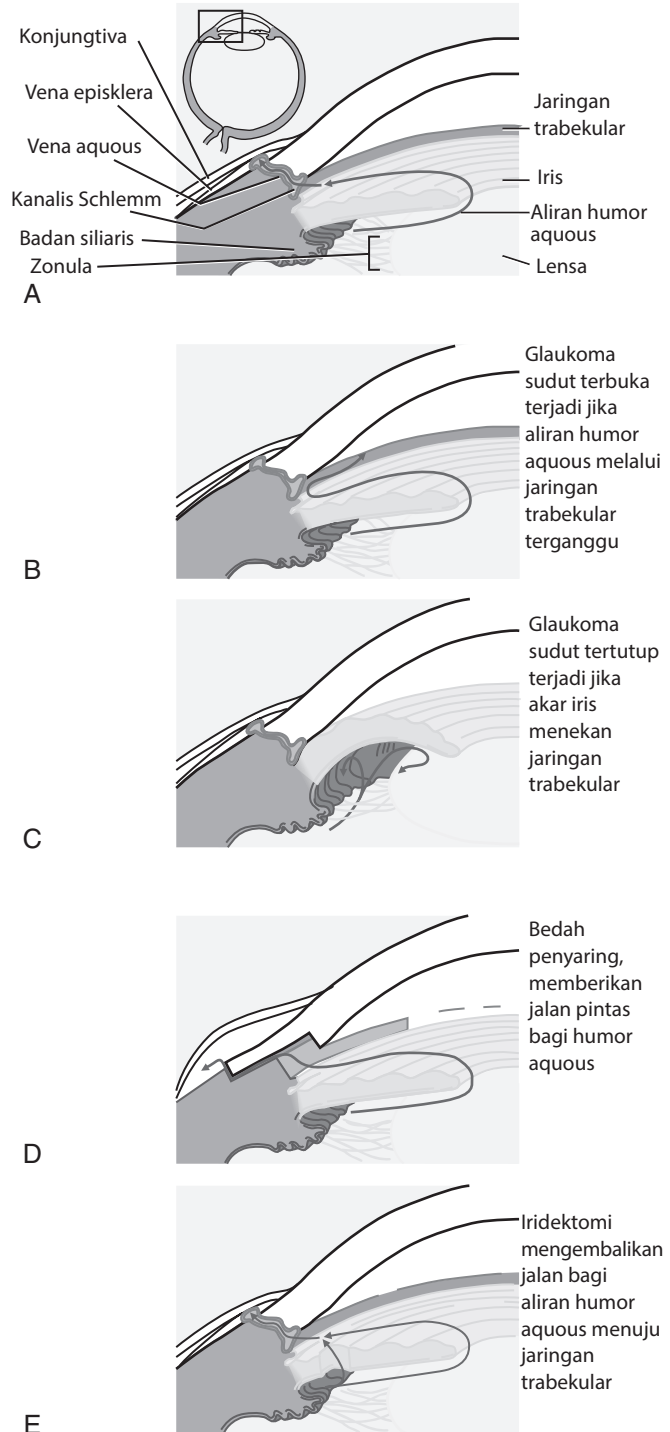 Konjungtiva
Vena episklera
Vena aquous
Kanalis Schlemm
Badan siliaris
Zonula
Jaringan
trabekular
Iris
Aliran humor
aquous
Lensa
A
Glaukoma
sudut terbuka
terjadi jika
aliran humor
aquous melalui
jaringan
trabekular
terganggu
B
Glaukoma
sudut tertutup
terjadi jika
akar iris
menekan
jaringan
trabekular
C
Bedah
penyaring,
memberikan
jalan pintas
bagi humor
aquous
D
Iridektomi
mengembalikan
jalan bagi
aliran humor
aquous menuju
jaringan
trabekular
E